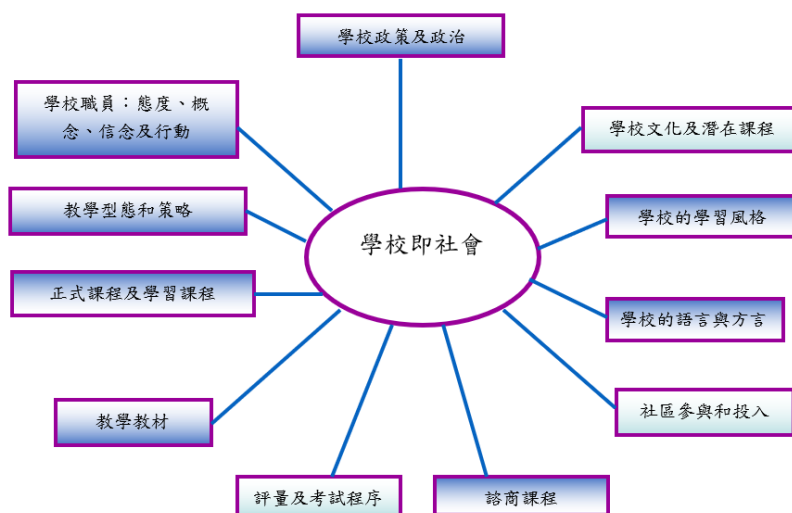 學校政策及政治
學校職員：態度、概
念、信念及行動
學校文化及潛在課程
教學型態和策略
學校的學習風格
學校即社會
正式課程及學習課程
學校的語言與方言
教學教材
社區參與和投入
評量及考試程序
諮商課程